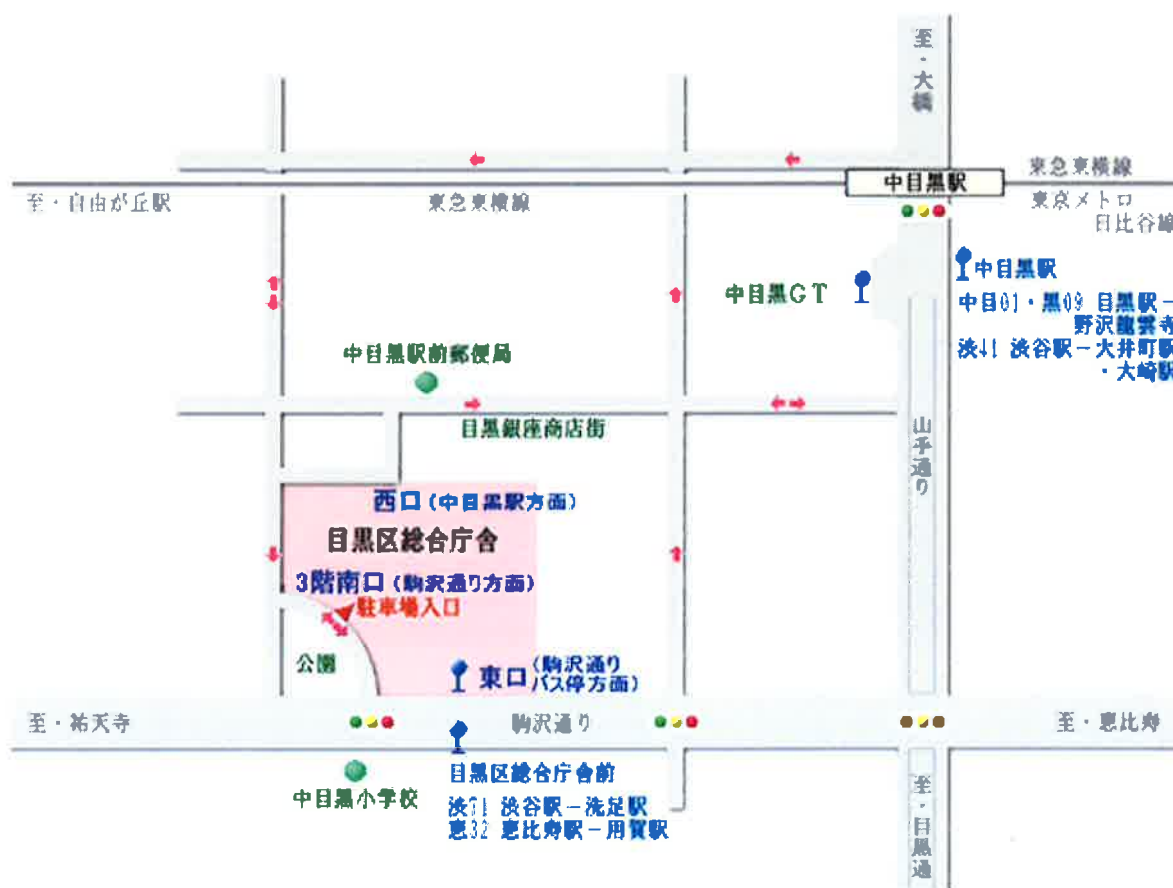 至・大橋
東急東横線
中目黒駅
至・自由が丘駅
東急東横線
東京メトロ
日比谷線
中目黒GT
中目黒駅
中目01・黒09 目黒駅−
野沢龍雲寺
渋41 渋谷駅−大井町駅
・大崎駅
中目黒駅前郵便局
目黒銀座商店街
山手通り
西口(中目黒駅方面)
目黒区総合庁舎
3階南口(駒沢通り方面)
駐車場入口
公園
東口(駒沢通り
バス停方面)
至・祐天寺
駒沢通り
至・恵比寿
目黒区総合庁舎前
中目黒小学校
渋71 渋谷駅−洗足駅
恵32 恵比寿駅−用賀駅
至・目黒通